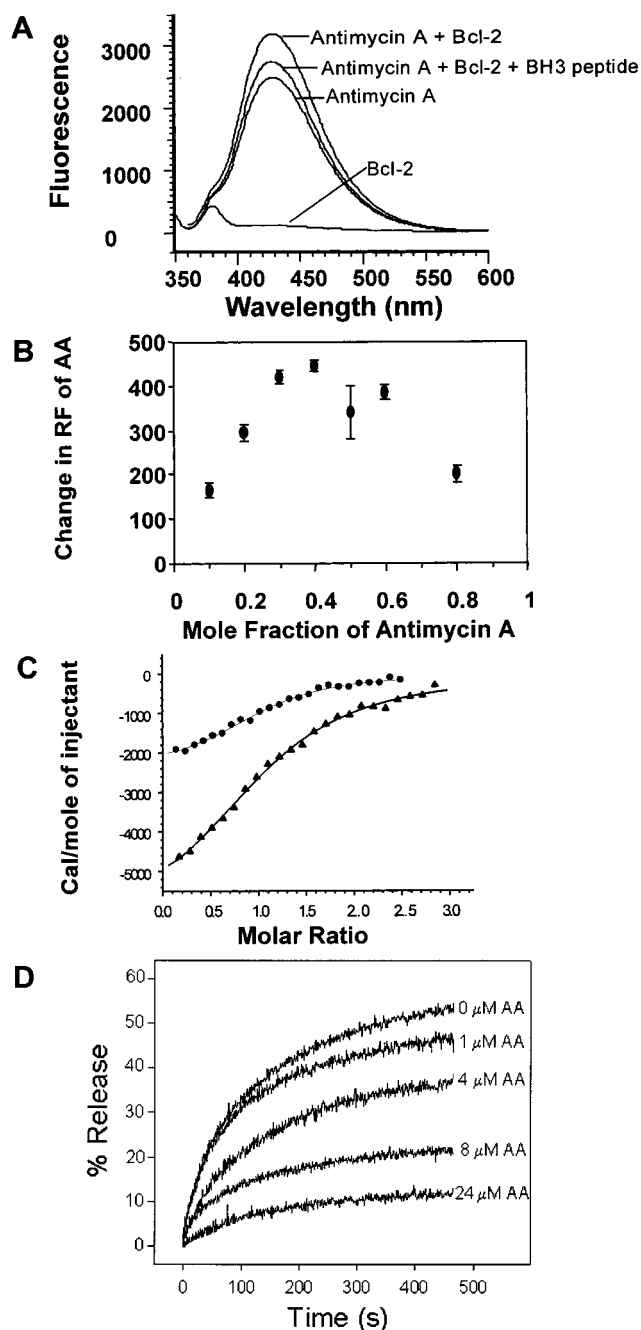 A
Fluorescence
3000
2000
1000
0
Antimycin A + Bcl-2
Antimycin A + Bcl-2 + BH3 peptide
Antimycin A
Bcl-2
350 400 450 500 550 600
Wavelength (nm)
B
Change in RF of AA
500
400
300
200
100
0
0 0.2 0.4 0.6 0.8 1
Mole Fraction of Antimycin A
C
Cal/mole of injectant
0
-1000
-2000
-3000
-4000
-5000
0.0 0.5 1.0 1.5 2.0 2.5 3.0
Molar Ratio
D
% Release
60
50
40
30
20
10
0
0 μM AA
1 μM AA
4 μM AA
8 μM AA
24 μM AA
0 100 200 300 400 500
Time (s)